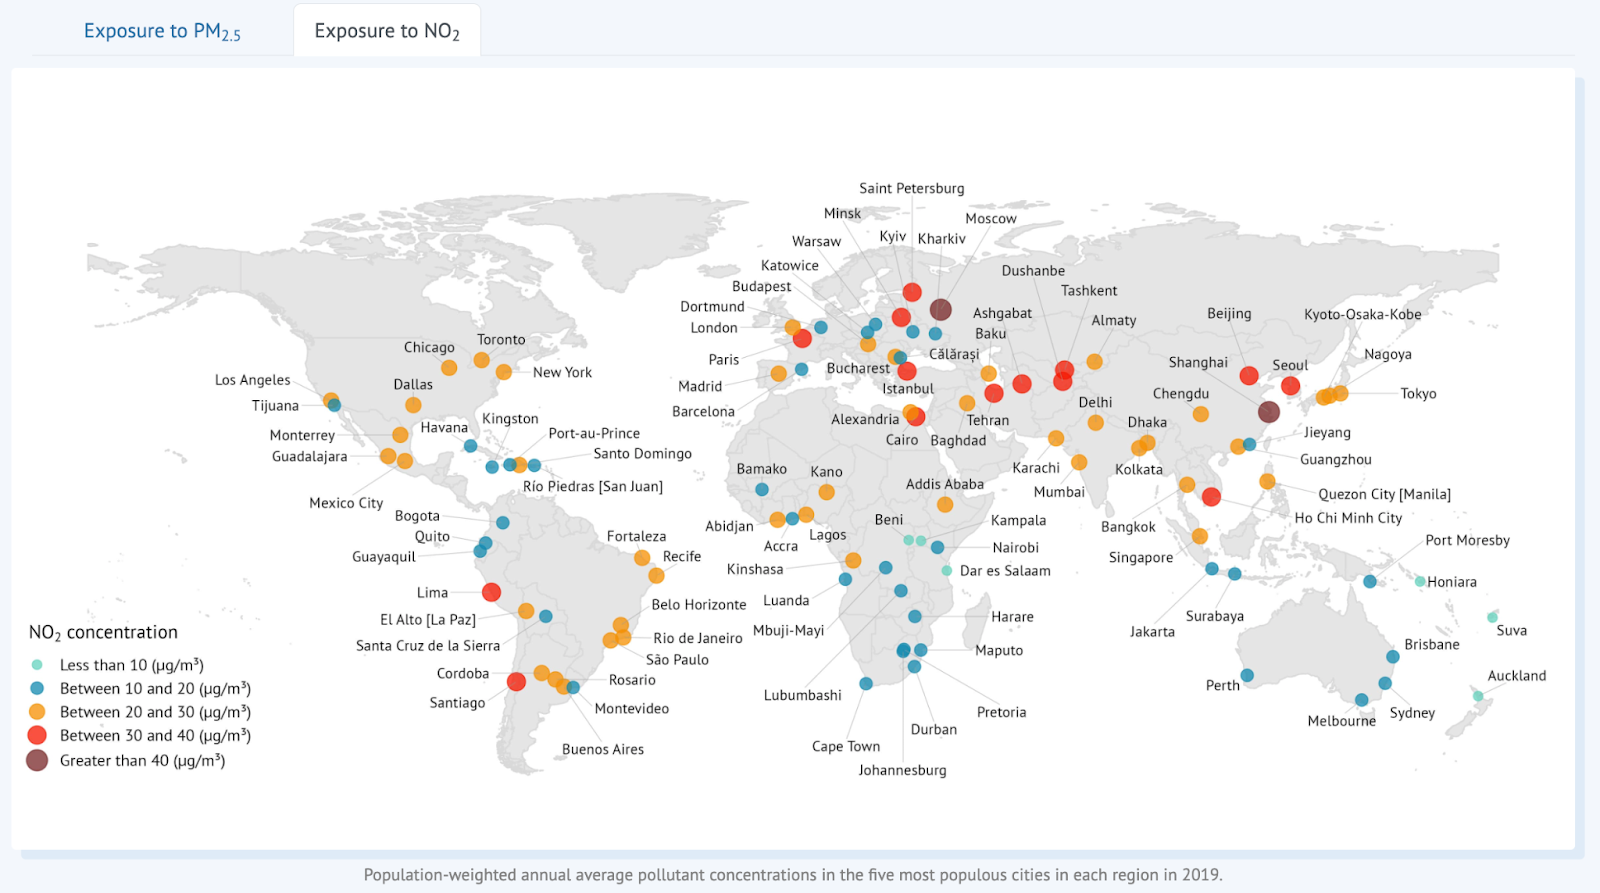 Exposure to PM2.5
Exposure to NO2
Saint Petersburg
Minsk
Moscow
Warsaw
Kyiv
Kharkiv
Katowice
Budapest
Dortmund
London
Paris
Madrid
Barcelona
Bucharest
Călărași
Istanbul
Dushanbe
Tashkent
Ashgabat
Baku
Almaty
Beijing
Kyoto-Osaka-Kobe
Shanghai
Seoul
Nagoya
Chengdu
Tokyo
Toronto
Chicago
New York
Los Angeles
Dallas
Tijuana
Kingston
Havana
Monterrey
Port-au-Prince
Guadalajara
Santo Domingo
Río Piedras [San Juan]
Mexico City
Alexandria
Cairo
Baghdad
Tehran
Delhi
Dhaka
Jieyang
Guangzhou
Karachi
Kolkata
Mumbai
Bamako
Kano
Addis Ababa
Quezon City [Manila]
Ho Chi Minh City
Bangkok
Abidjan
Accra
Lagos
Beni
Kampala
Nairobi
Singapore
Port Moresby
Bogota
Quito
Guayaquil
Fortaleza
Recife
Kinshasa
Dar es Salaam
Honiara
Lima
Luanda
Belo Horizonte
El Alto [La Paz]
Mbuji-Mayi
Harare
Surabaya
Jakarta
Suva
Rio de Janeiro
Santa Cruz de la Sierra
São Paulo
Maputo
Brisbane
Cordoba
Rosario
Santiago
Montevideo
Lubumbashi
Perth
Auckland
Pretoria
Sydney
Melbourne
Durban
Buenos Aires
Cape Town
Johannesburg
NO2 concentration
Less than 10 (µg/m³)
Between 10 and 20 (µg/m³)
Between 20 and 30 (µg/m³)
Between 30 and 40 (µg/m³)
Greater than 40 (µg/m³)
Population-weighted annual average pollutant concentrations in the five most populous cities in each region in 2019.